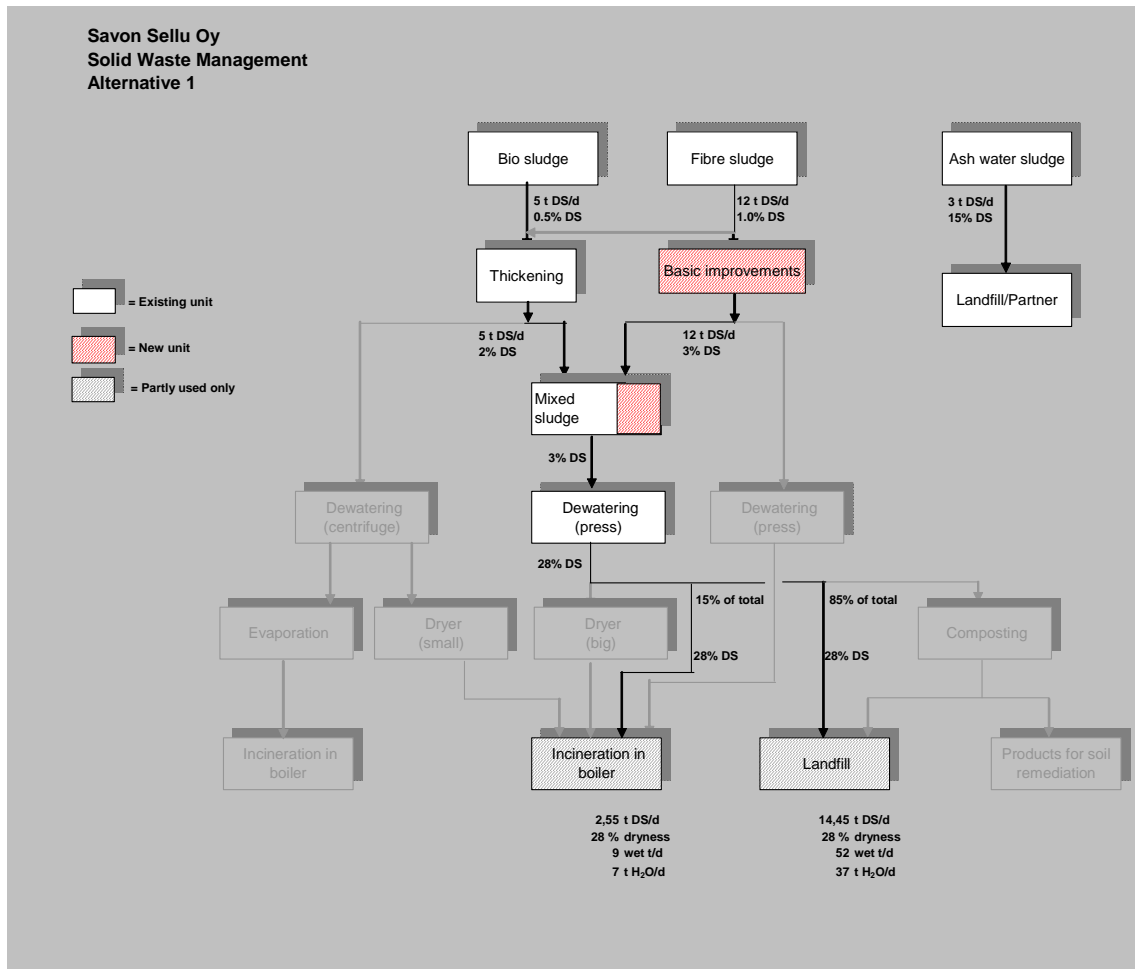 Savon Sellu Oy
Solid Waste Management
Alternative 1
Bio sludge
Fibre sludge
Ash water sludge
5 t DS/d
0.5% DS
12 t DS/d
1.0% DS
3 t DS/d
15% DS
Thickening
Basic improvements
Landfill/Partner
= Existing unit
= New unit
= Partly used only
5 t DS/d
2% DS
12 t DS/d
3% DS
Mixed
sludge
3% DS
Dewatering
(centrifuge)
Dewatering
(press)
Dewatering
(press)
28% DS
15% of total
85% of total
Evaporation
Dryer
(small)
Dryer
(big)
Composting
28% DS
28% DS
Incineration in
boiler
Incineration in
boiler
Landfill
Products for soil
remediation
2,55 t DS/d
28 % dryness
9 wet t/d
7 t H₂O/d
14,45 t DS/d
28 % dryness
52 wet t/d
37 t H₂O/d